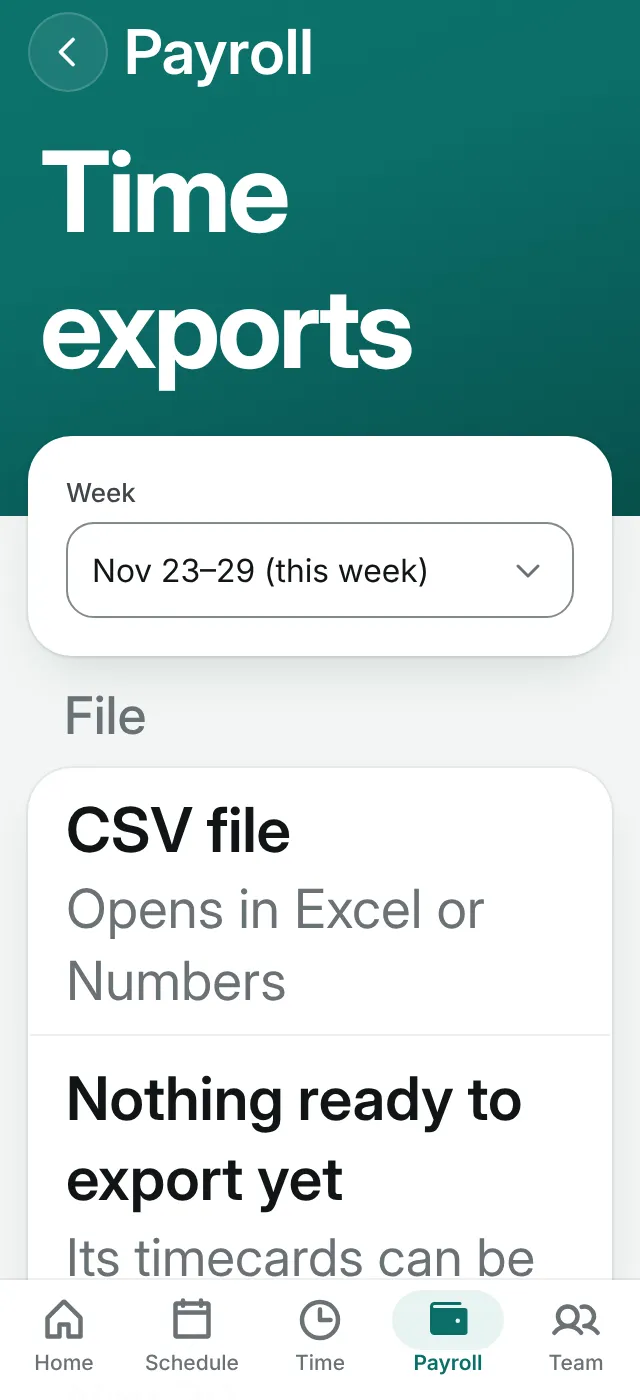 Payroll
Time
exports
Week
Nov 23–29 (this week)
File
CSV file
Opens in Excel or
Numbers
Nothing ready to
export yet
Its timecards can be
Home
Schedule
Time
Payroll
Team